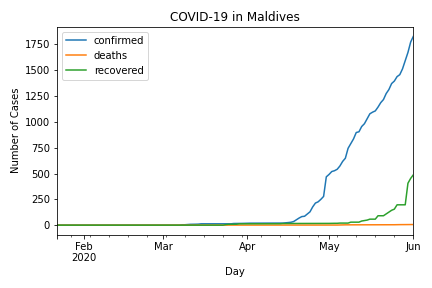 COVID-19 in Maldives
confirmed
deaths
recovered
Number of Cases
1750
1500
1250
1000
750
500
250
0
Feb
2020
Mar
Apr
May
Jun
Day